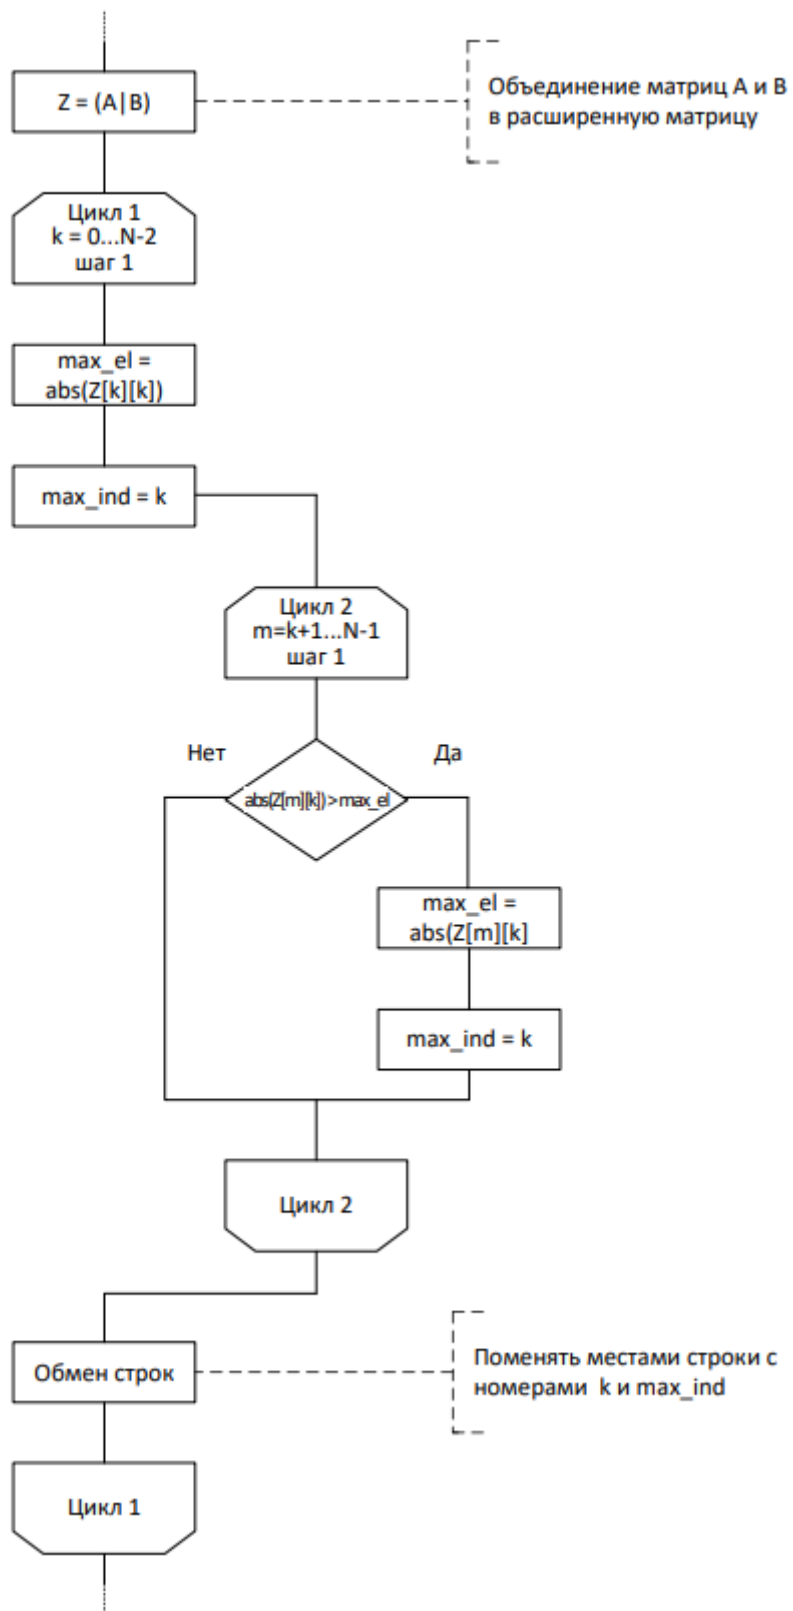 Z = (A|B)
Объединение матриц A и B
в расширенную матрицу
Цикл 1
k = 0...N-2
шаг 1
max_el =
abs(Z[k][k])
max_ind = k
Цикл 2
m=k+1...N-1
шаг 1
Нет
Да
abs(Z[m][k])>max_el
max_el =
abs(Z[m][k]
max_ind = k
Цикл 2
Обмен строк
Поменять местами строки с
номерами k и max_ind
Цикл 1